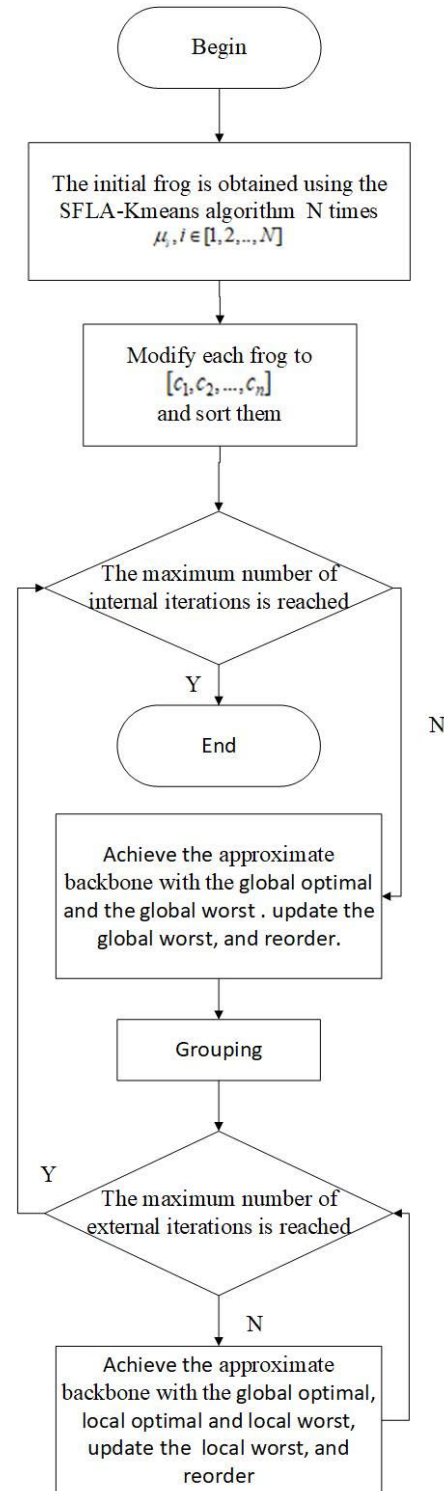 Begin
The initial frog is obtained using the
SFLA-Kmeans algorithm N times
μᵢ, i ∈ [1,2,..,N]
Modify each frog to
[c₁,c₂,...,cₙ]
and sort them
The maximum number of
internal iterations is reached
Y
N
End
Achieve the approximate
backbone with the global optimal
and the global worst . update the
global worst, and reorder.
Grouping
Y
The maximum number of
external iterations is reached
N
Achieve the approximate
backbone with the global optimal,
local optimal and local worst,
update the local worst, and
reorder